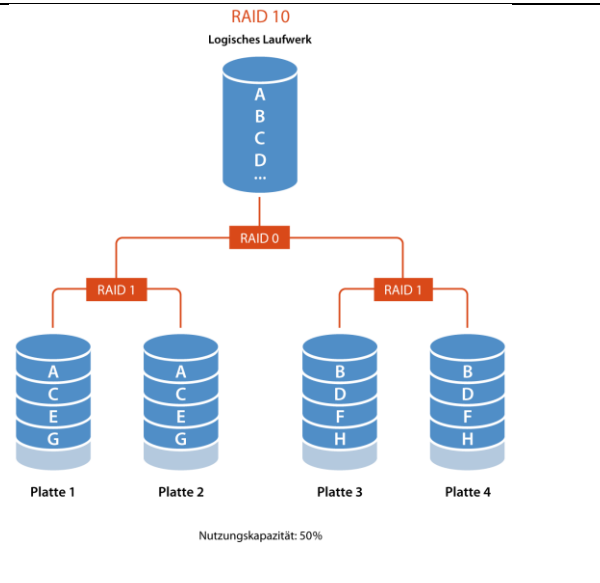 RAID 10
Logisches Laufwerk
A
B
C
D
...
RAID 0
RAID 1
RAID 1
A
C
E
G
A
C
E
G
B
D
F
H
B
D
F
H
Platte 1
Platte 2
Platte 3
Platte 4
Nutzungskapazität: 50%